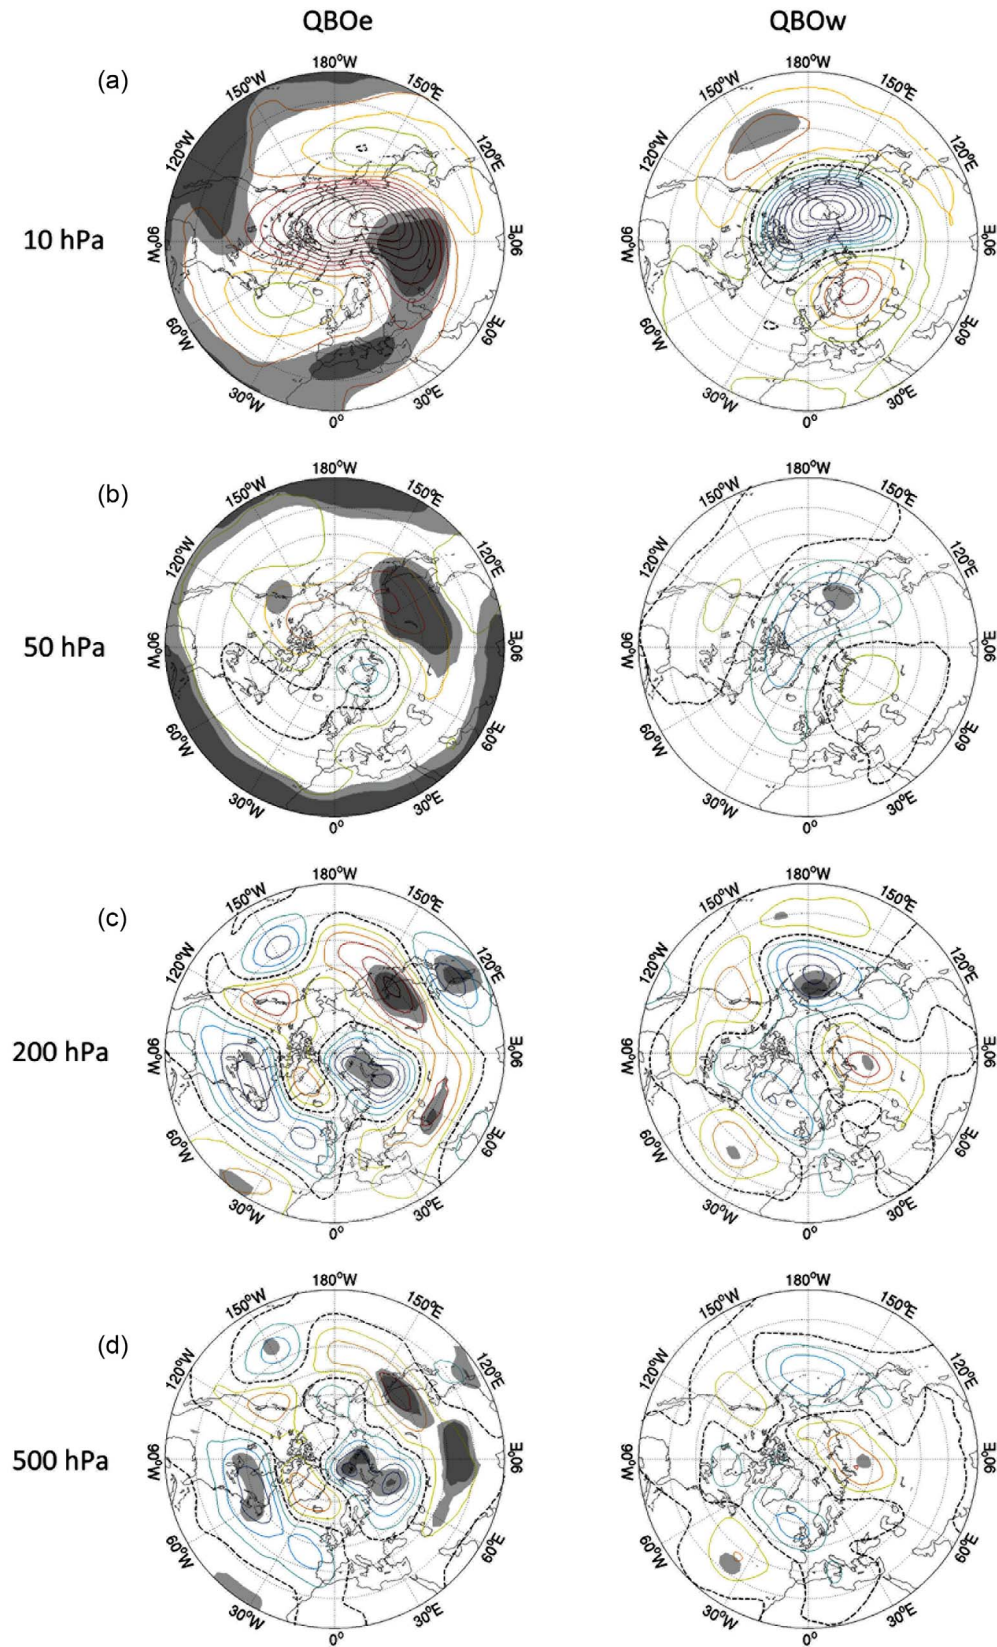 QBOe QBOw
(a)
180°W 180°W
150°W 150°E 150°W 150°E
120°W 120°E 120°W 120°E
10 hPa 90°W 90°E 90°W 90°E
60°W 60°E 60°W 60°E
30°W 30°E 30°W 30°E
0° 0°
(b)
180°W 180°W
150°W 150°E 150°W 150°E
120°W 120°E 120°W 120°E
50 hPa 90°W 90°E 90°W 90°E
60°W 60°E 60°W 60°E
30°W 30°E 30°W 30°E
0° 0°
(c)
180°W 180°W
150°W 150°E 150°W 150°E
120°W 120°E 120°W 120°E
200 hPa 90°W 90°E 90°W 90°E
60°W 60°E 60°W 60°E
30°W 30°E 30°W 30°E
0° 0°
(d)
180°W 180°W
150°W 150°E 150°W 150°E
120°W 120°E 120°W 120°E
500 hPa 90°W 90°E 90°W 90°E
60°W 60°E 60°W 60°E
30°W 30°E 30°W 30°E
0° 0°